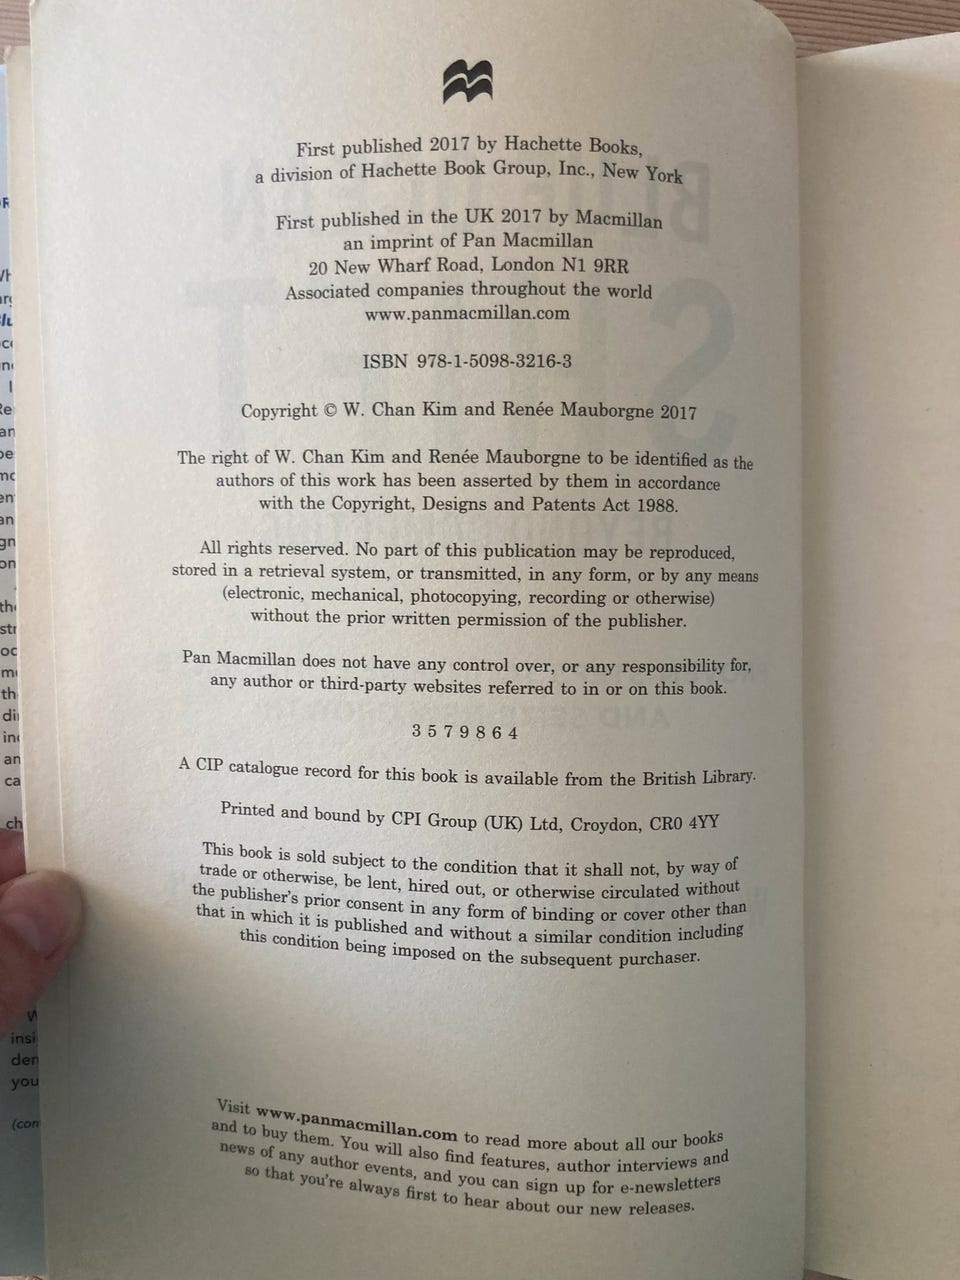 First published 2017 by Hachette Books,
a division of Hachette Book Group, Inc., New York
First published in the UK 2017 by Macmillan
an imprint of Pan Macmillan
20 New Wharf Road, London N1 9RR
Associated companies throughout the world
www.panmacmillan.com
ISBN 978-1-5098-3216-3
Copyright © W. Chan Kim and Renée Mauborgne 2017
The right of W. Chan Kim and Renée Mauborgne to be identified as the
authors of this work has been asserted by them in accordance
with the Copyright, Designs and Patents Act 1988.
All rights reserved. No part of this publication may be reproduced,
stored in a retrieval system, or transmitted, in any form, or by any means
(electronic, mechanical, photocopying, recording or otherwise)
without the prior written permission of the publisher.
Pan Macmillan does not have any control over, or any responsibility for,
any author or third-party websites referred to in or on this book.
3 5 7 9 8 6 4
A CIP catalogue record for this book is available from the British Library.
Printed and bound by CPI Group (UK) Ltd, Croydon, CR0 4YY
This book is sold subject to the condition that it shall not, by way of
trade or otherwise, be lent, hired out, or otherwise circulated without
the publisher's prior consent in any form of binding or cover other than
that in which it is published and without a similar condition including
this condition being imposed on the subsequent purchaser.
Visit www.panmacmillan.com to read more about all our books
and to buy them. You will also find features, author interviews and
news of any author events, and you can sign up for e-newsletters
so that you're always first to hear about our new releases.